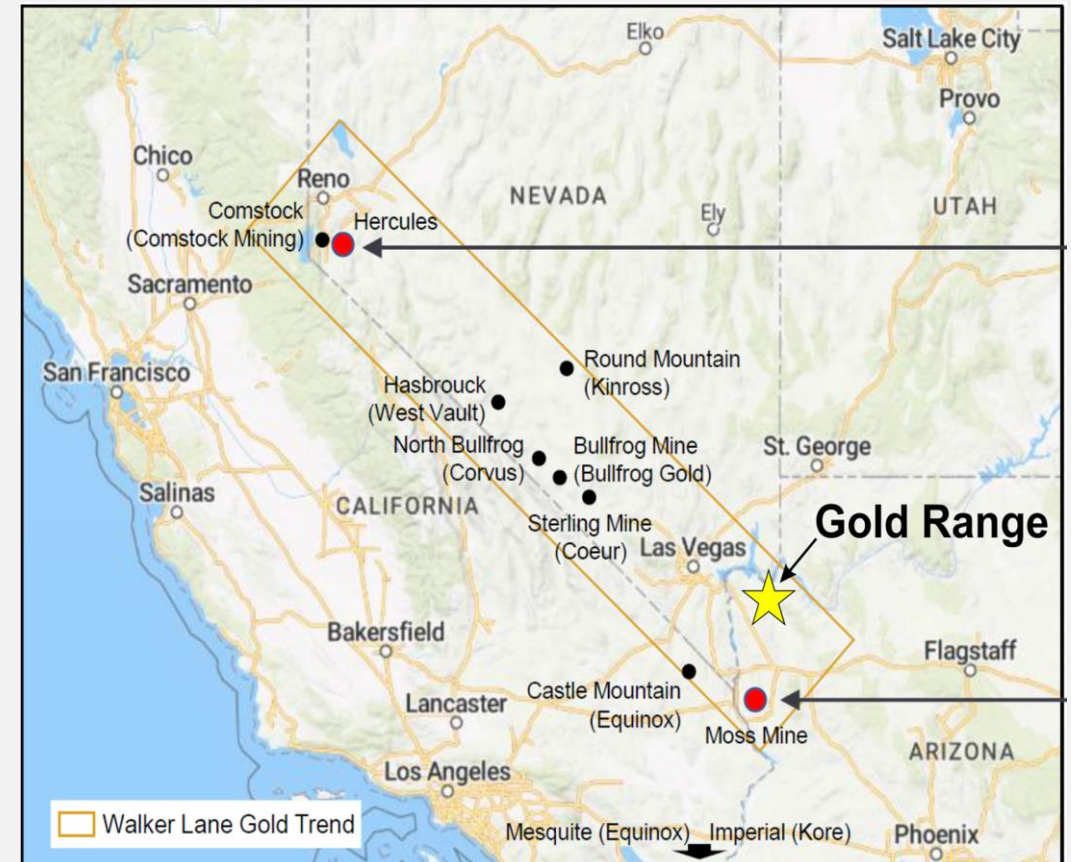 Elko
Salt Lake City
Provo
Chico
Reno
NEVADA
Ely
UTAH
Comstock
(Comstock Mining)
Hercules
Sacramento
San Francisco
Round Mountain
(Kinross)
Hasbrouck
(West Vault)
North Bullfrog
(Corvus)
Bullfrog Mine
(Bullfrog Gold)
St. George
Salinas
CALIFORNIA
Sterling Mine
(Coeur)
Las Vegas
Gold Range
Bakersfield
Flagstaff
Castle Mountain
(Equinox)
Lancaster
Moss Mine
ARIZONA
Los Angeles
Walker Lane Gold Trend
Mesquite (Equinox)
Imperial (Kore)
Phoenix